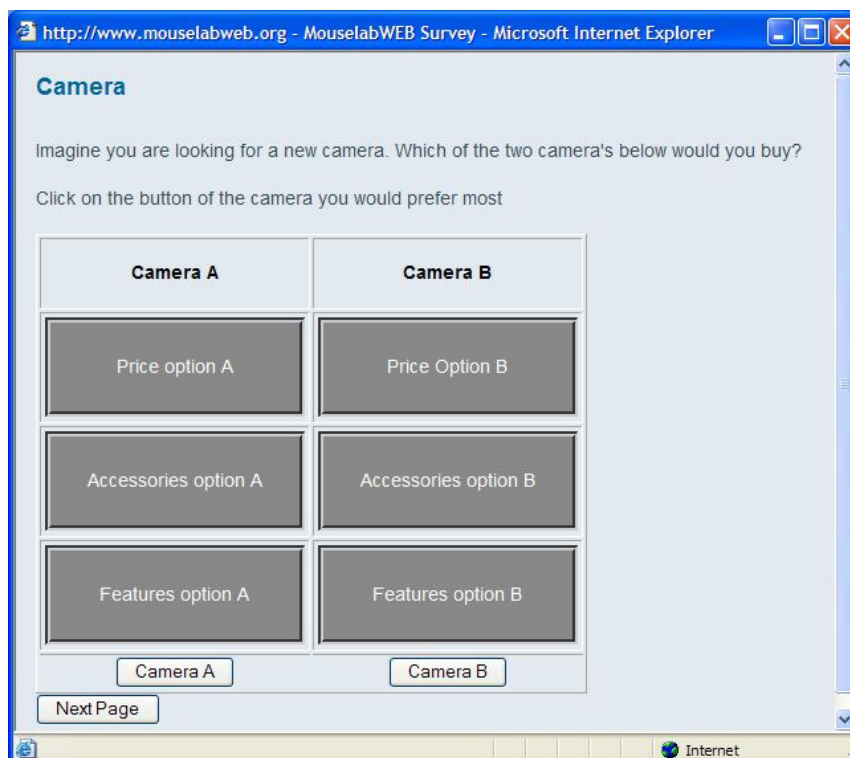 http://www.mouselabweb.org - MouselabWEB Survey - Microsoft Internet Explorer
Camera
Imagine you are looking for a new camera. Which of the two camera's below would you buy?
Click on the button of the camera you would prefer most
Camera A Camera B
Price option A Price Option B
Accessories option A Accessories option B
Features option A Features option B
Camera A Camera B
Next Page
Internet